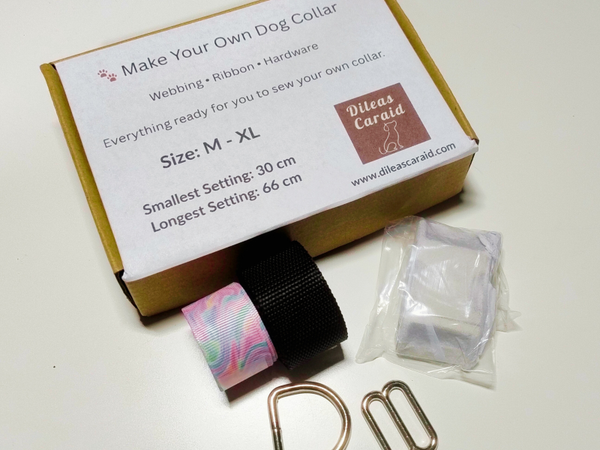 Make Your Own Dog Collar
Webbing • Ribbon • Hardware
Everything ready for you to sew your own collar.
Size: M - XL
Smallest Setting: 30 cm
Longest Setting: 66 cm
Dileas
Caraid
www.dileascaraid.com